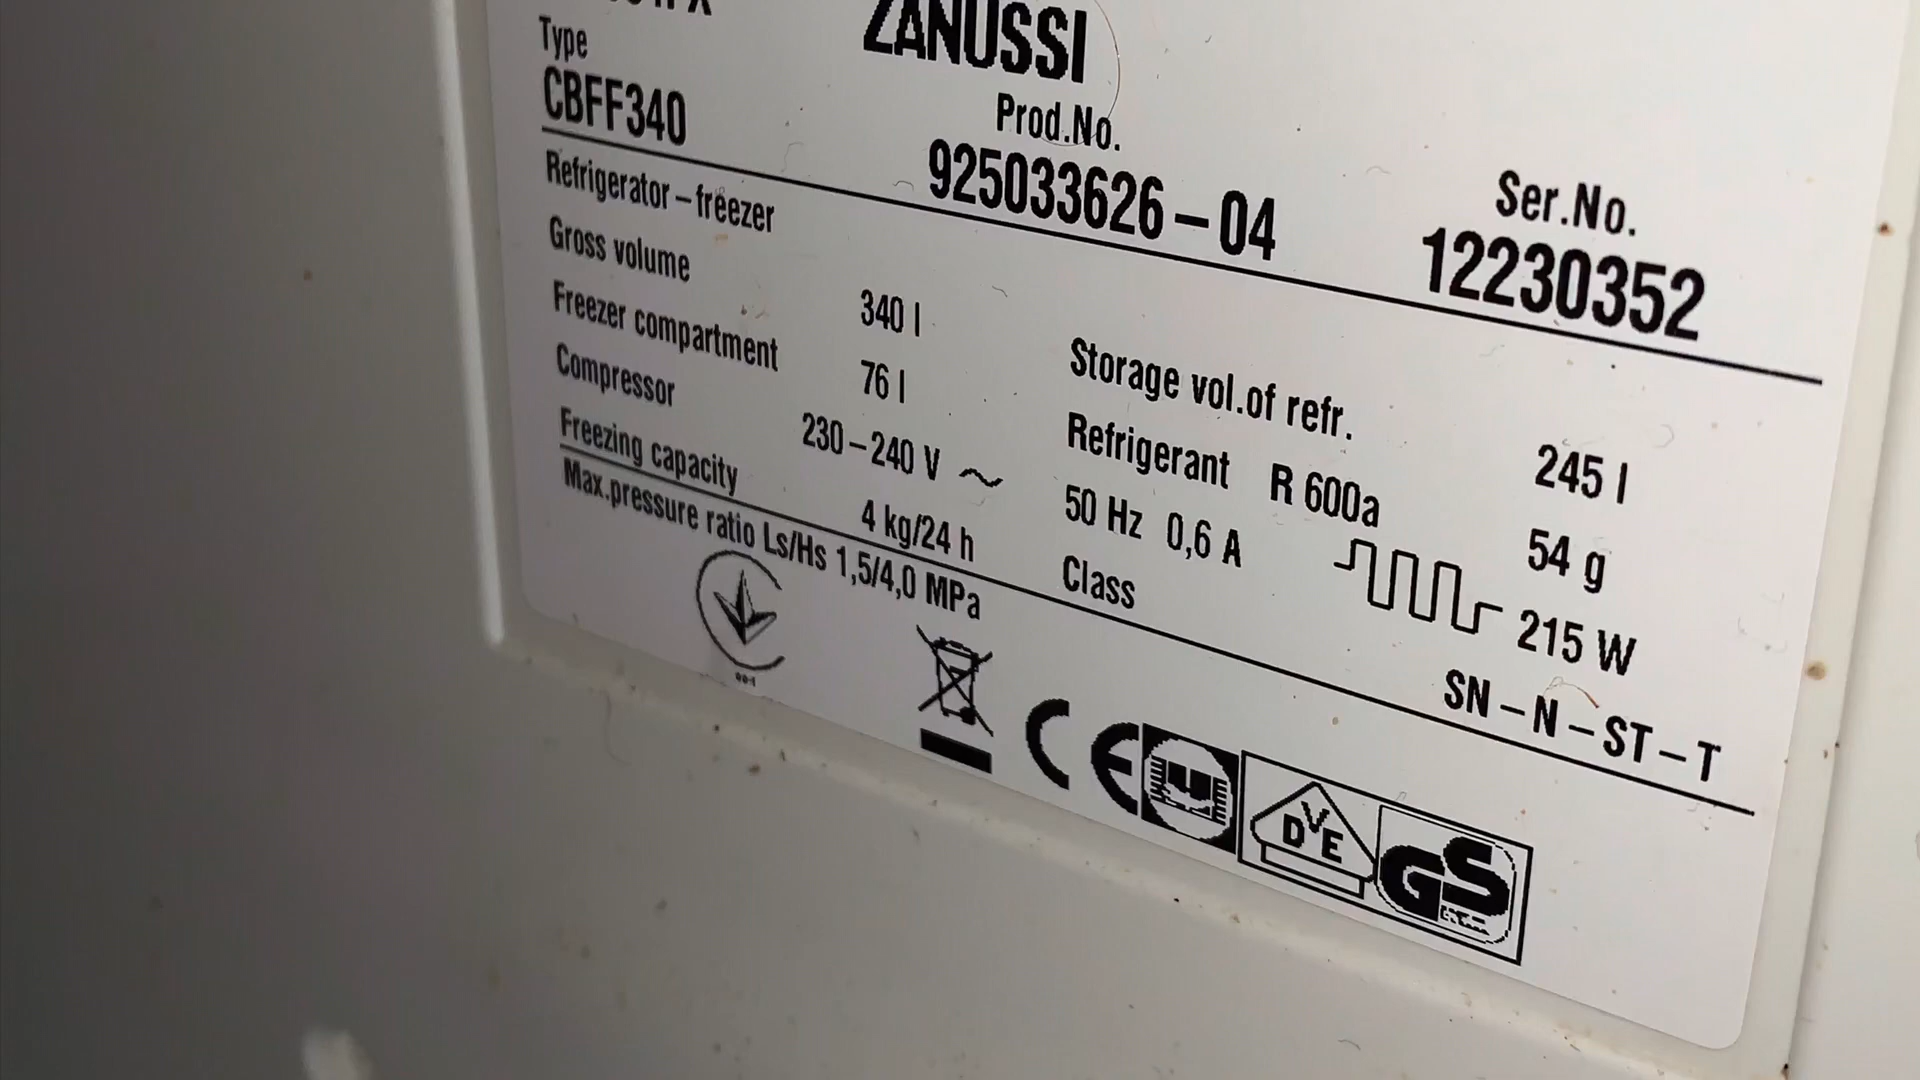 ZANUSSI
Type
CBFF340
Prod.No.
925033626-04
Ser.No.
12230352
Refrigerator-freezer
Gross volume 340 l
Storage vol.of refr. 245 l
Freezer compartment 76 l
Refrigerant R 600a 54 g
Compressor 230-240 V ~ 50 Hz 0,6 A 215 W
Freezing capacity 4 kg/24 h
Class SN-N-ST-T
Max.pressure ratio Ls/Hs 1,5/4,0 MPa
CE
DVE
GS